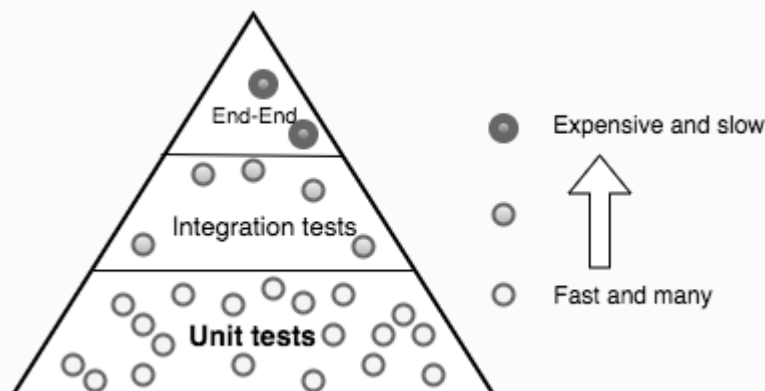 End-End
Expensive and slow
Integration tests
Fast and many
Unit tests